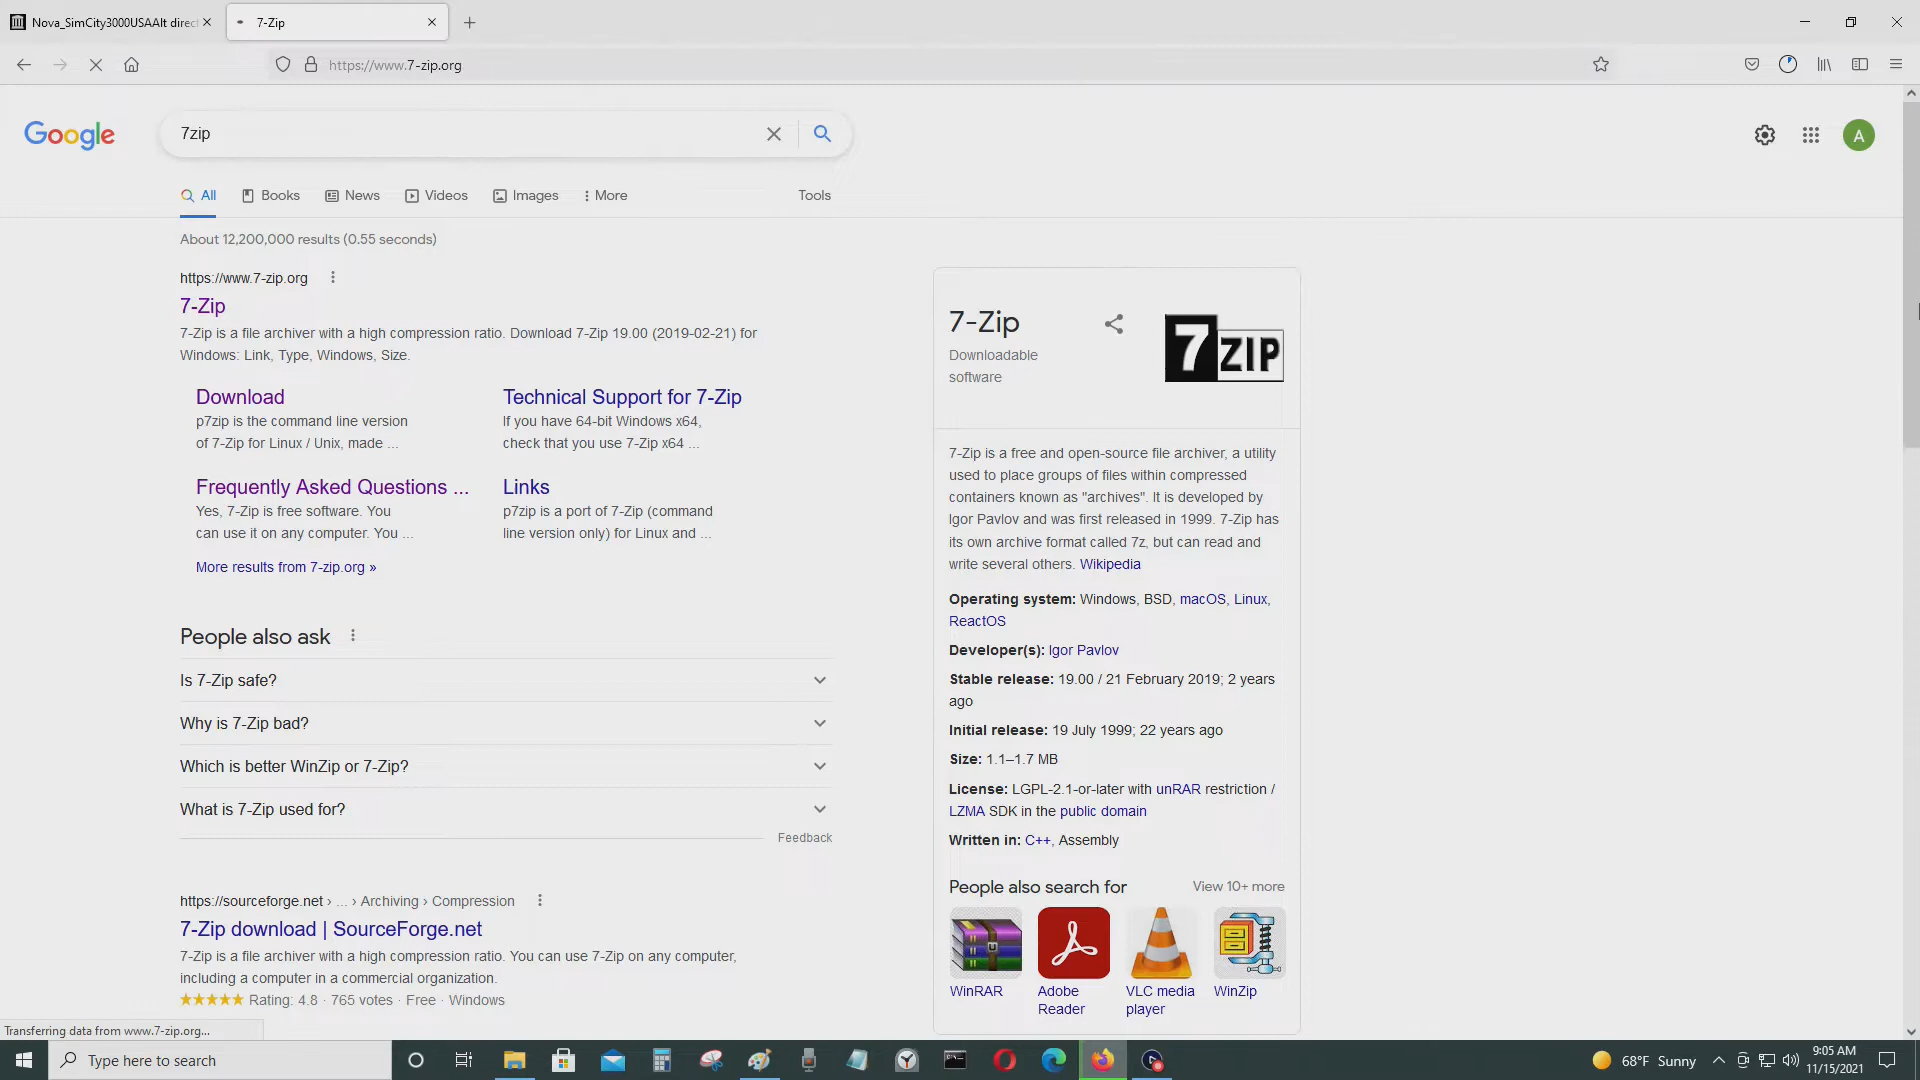 Nova_SimCity3000USAAlt direc
7-Zip
https://www.7-zip.org
Google
7zip
A
All
Books
News
Videos
Images
More
Tools
About 12,200,000 results (0.55 seconds)
https://www.7-zip.org
7-Zip
7-Zip is a file archiver with a high compression ratio. Download 7-Zip 19.00 (2019-02-21) for
Windows: Link, Type, Windows, Size.
Download
p7zip is the command line version
of 7-Zip for Linux / Unix, made ...
Technical Support for 7-Zip
If you have 64-bit Windows x64,
check that you use 7-Zip x64 ...
Frequently Asked Questions ...
Yes, 7-Zip is free software. You
can use it on any computer. You ...
Links
p7zip is a port of 7-Zip (command
line version only) for Linux and ...
More results from 7-zip.org »
People also ask
Is 7-Zip safe?
Why is 7-Zip bad?
Which is better WinZip or 7-Zip?
What is 7-Zip used for?
Feedback
https://sourceforge.net › ... › Archiving › Compression
7-Zip download | SourceForge.net
7-Zip is a file archiver with a high compression ratio. You can use 7-Zip on any computer,
including a computer in a commercial organization.
★★★★★ Rating: 4.8 · 765 votes · Free · Windows
7-Zip
Downloadable
software
7ZIP
7-Zip is a free and open-source file archiver, a utility
used to place groups of files within compressed
containers known as "archives". It is developed by
Igor Pavlov and was first released in 1999. 7-Zip has
its own archive format called 7z, but can read and
write several others. Wikipedia
Operating system: Windows, BSD, macOS, Linux,
ReactOS
Developer(s): Igor Pavlov
Stable release: 19.00 / 21 February 2019; 2 years
ago
Initial release: 19 July 1999; 22 years ago
Size: 1.1–1.7 MB
License: LGPL-2.1-or-later with unRAR restriction /
LZMA SDK in the public domain
Written in: C++, Assembly
People also search for
View 10+ more
WinRAR
Adobe
Reader
VLC media
player
WinZip
Transferring data from www.7-zip.org...
Type here to search
68°F Sunny
9:05 AM
11/15/2021